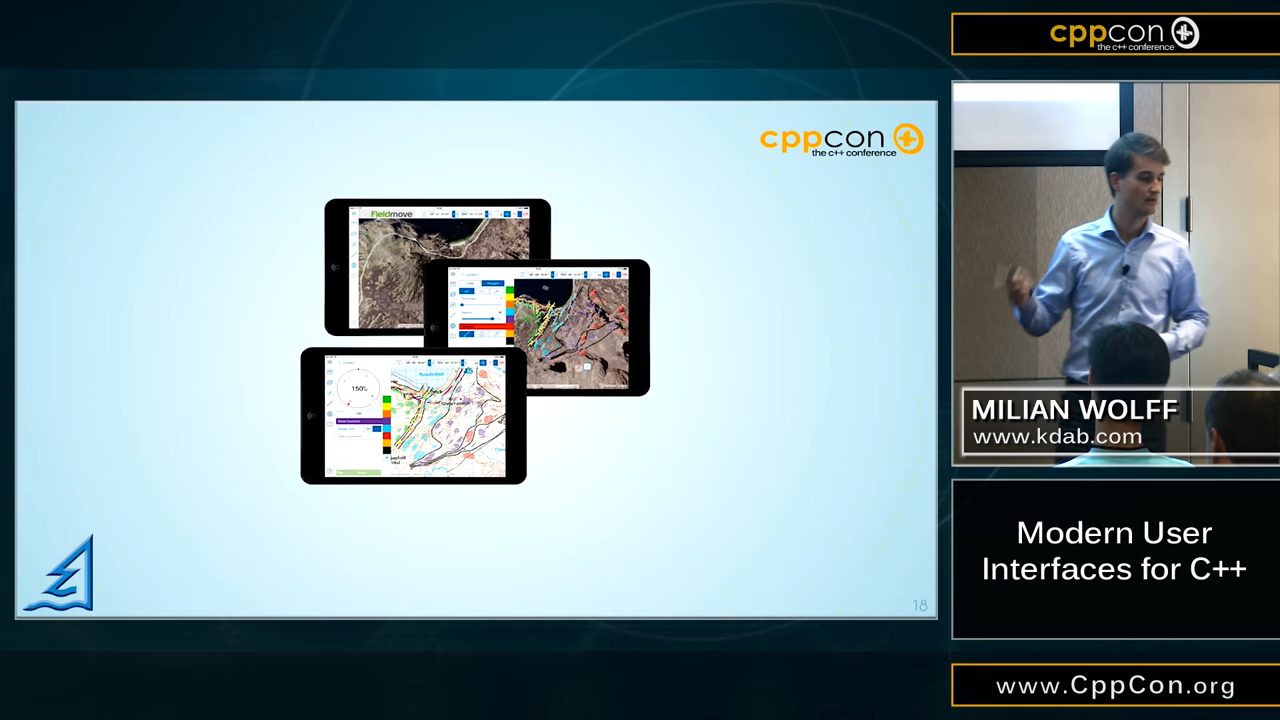 cppcon
the c++ conference
Fieldmove
150%
18
cppcon
the c++ conference
MILIAN WOLFF
www.kdab.com
Modern User
Interfaces for C++
www.CppCon.org